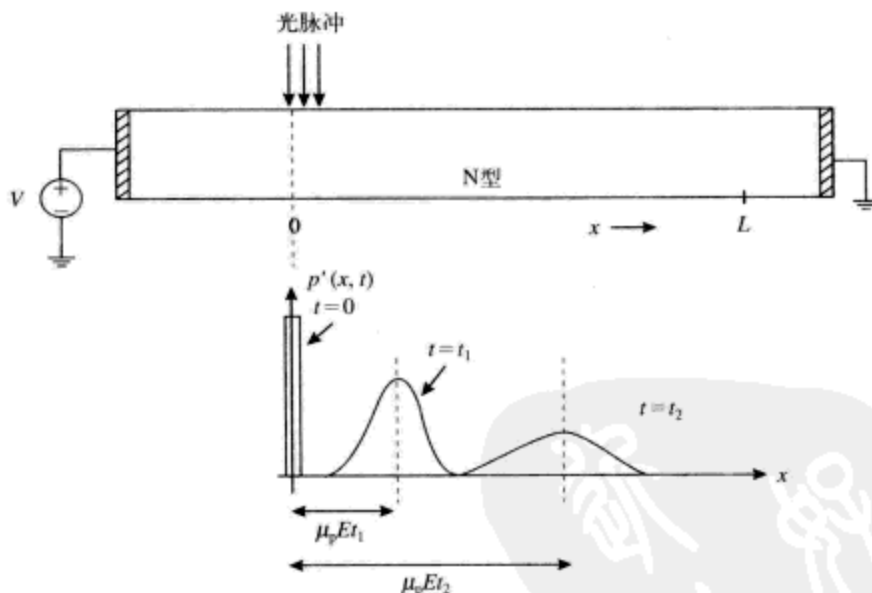 光脉冲
V
+
−
N型
0
x
L
p′(x, t)
t=0
t=t₁
t=t₂
x
μₚEt₁
μₚEt₂